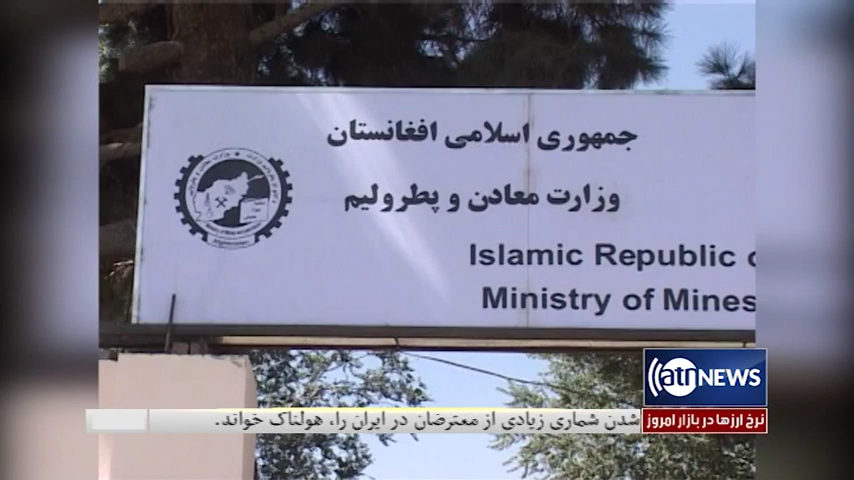 جمهوری اسلامی افغانستان
وزارت معادن و پطرولیم
Islamic Republic
Ministry of Mines
atn NEWS
نرخ ارزها در بازار امروز
شدن شماری زیادی از معترضان در ایران را، هولناک خواند.